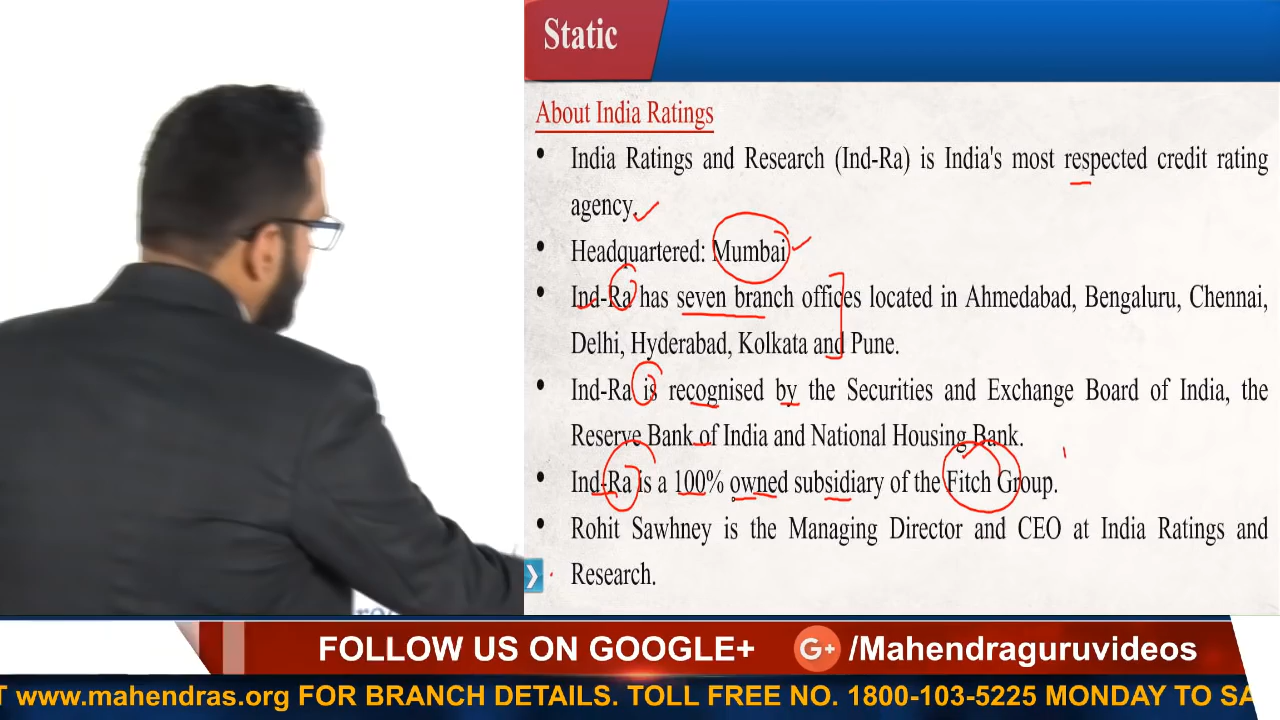 Static
About India Ratings
• India Ratings and Research (Ind-Ra) is India's most respected credit rating
agency.
• Headquartered: Mumbai
• Ind-Ra has seven branch offices located in Ahmedabad, Bengaluru, Chennai,
Delhi, Hyderabad, Kolkata and Pune.
• Ind-Ra is recognised by the Securities and Exchange Board of India, the
Reserve Bank of India and National Housing Bank.
• Ind-Ra is a 100% owned subsidiary of the Fitch Group.
• Rohit Sawhney is the Managing Director and CEO at India Ratings and
Research.
FOLLOW US ON GOOGLE+ G+ /Mahendraguruvideos
T www.mahendras.org FOR BRANCH DETAILS. TOLL FREE NO. 1800-103-5225 MONDAY TO SA